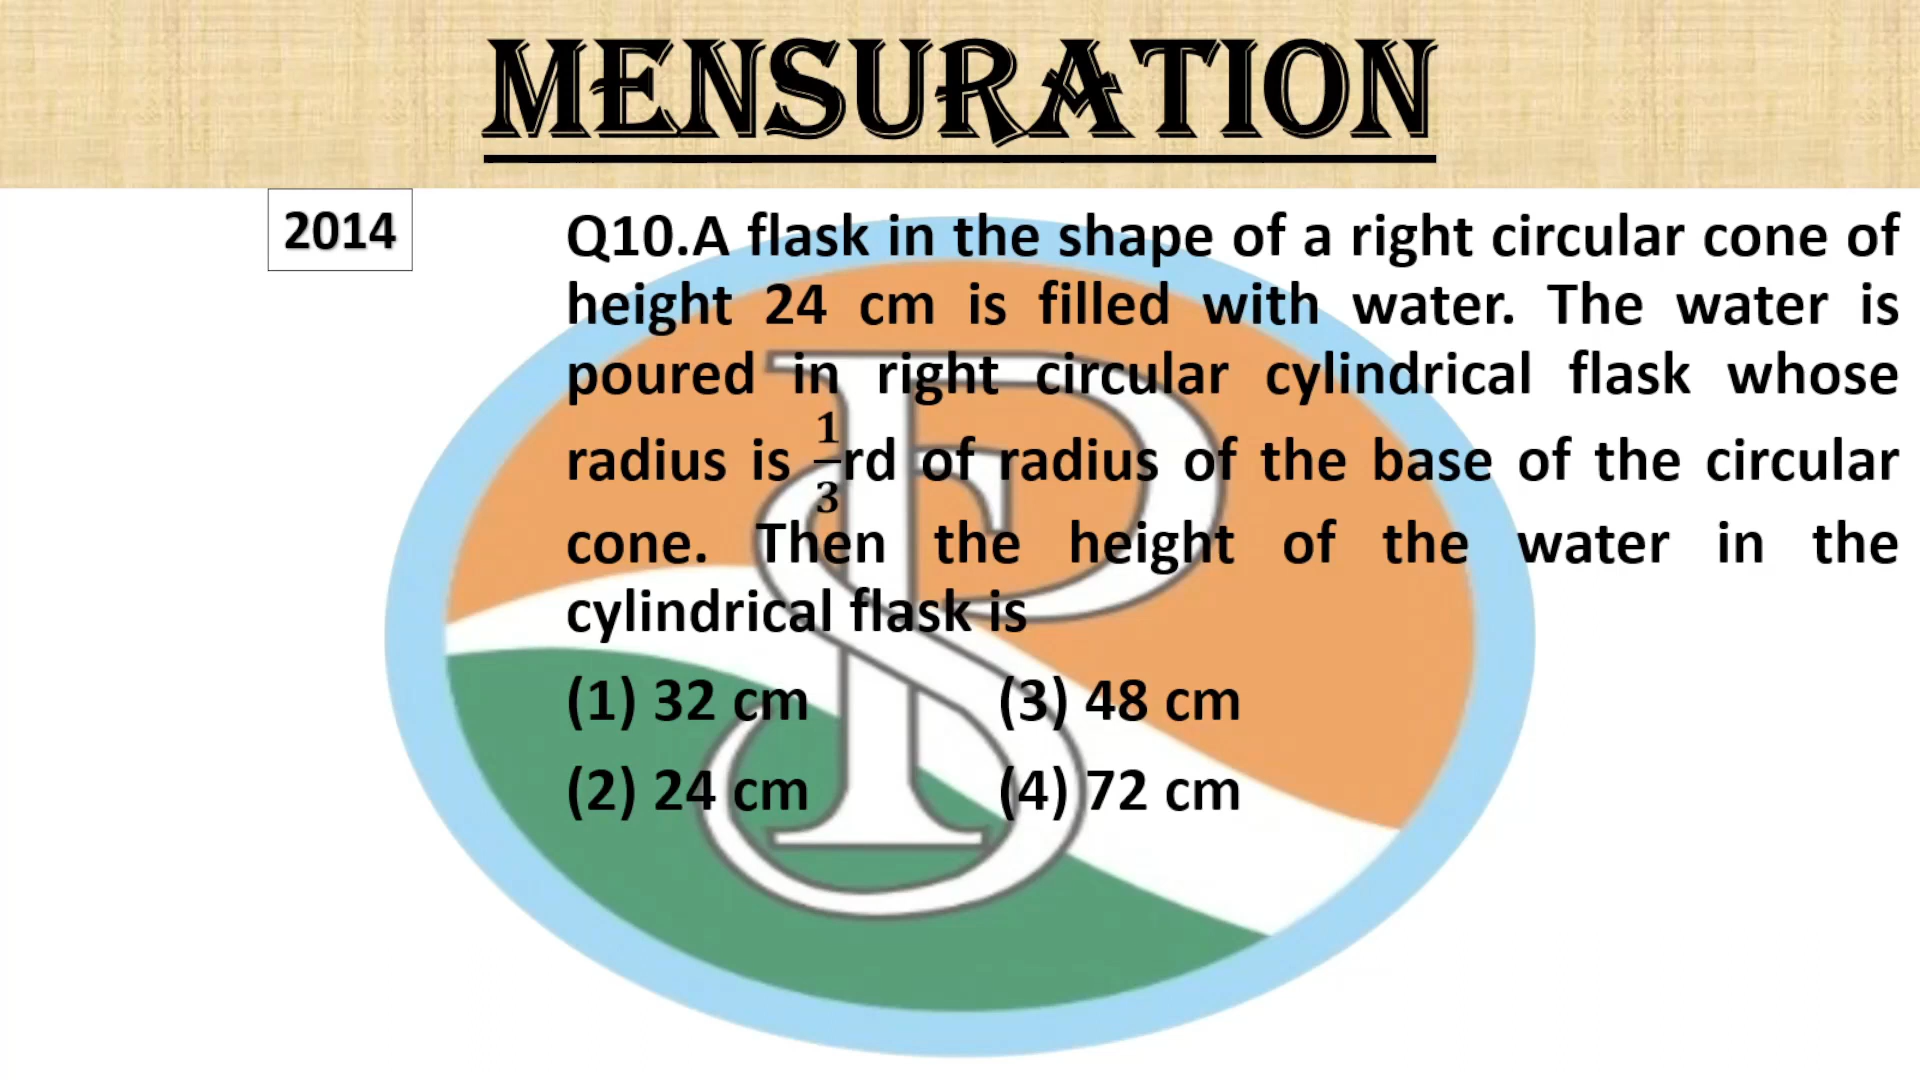 MENSURATION
2014
Q10.A flask in the shape of a right circular cone of
height 24 cm is filled with water. The water is
poured in right circular cylindrical flask whose
radius is 1/3rd of radius of the base of the circular
cone. Then the height of the water in the
cylindrical flask is
(1) 32 cm (3) 48 cm
(2) 24 cm (4) 72 cm